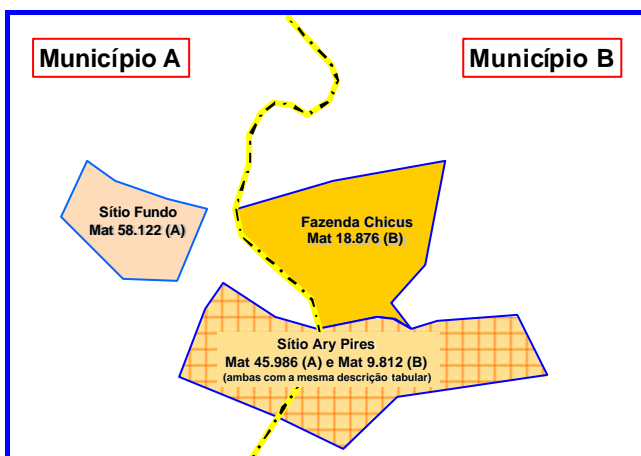 Município A
Município B
Sítio Fundo
Mat 58.122 (A)
Fazenda Chicus
Mat 18.876 (B)
Sítio Ary Pires
Mat 45.986 (A) e Mat 9.812 (B)
(ambas com a mesma descrição tabular)